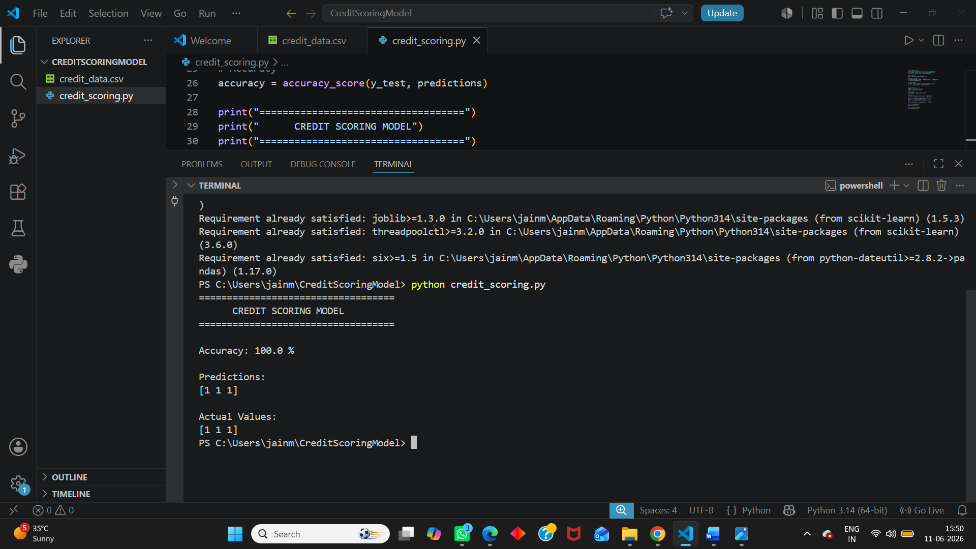 File Edit Selection View Go Run ··· CreditScoringModel Update
EXPLORER ···
CREDITSCORINGMODEL
credit_data.csv
credit_scoring.py
OUTLINE
TIMELINE
Welcome credit_data.csv credit_scoring.py
credit_scoring.py > ...
26 accuracy = accuracy_score(y_test, predictions)
27
28 print("===================================")
29 print("      CREDIT SCORING MODEL")
30 print("===================================")
PROBLEMS OUTPUT DEBUG CONSOLE TERMINAL
TERMINAL powershell
)
Requirement already satisfied: joblib>=1.3.0 in C:\Users\jainm\AppData\Roaming\Python\Python314\site-packages (from scikit-learn) (1.5.3)
Requirement already satisfied: threadpoolctl>=3.2.0 in C:\Users\jainm\AppData\Roaming\Python\Python314\site-packages (from scikit-learn)
(3.6.0)
Requirement already satisfied: six>=1.5 in C:\Users\jainm\AppData\Roaming\Python\Python314\site-packages (from python-dateutil>=2.8.2->pa
ndas) (1.17.0)
PS C:\Users\jainm\CreditScoringModel> python credit_scoring.py
===================================
CREDIT SCORING MODEL
===================================
Accuracy: 100.0 %
Predictions:
[1 1 1]
Actual Values:
[1 1 1]
PS C:\Users\jainm\CreditScoringModel>
1
0 0 Spaces: 4 UTF-8 { } Python Python 3.14 (64-bit) Go Live
5 35°C
Sunny
Search
1
ENG
IN
15:50
11-06-2026